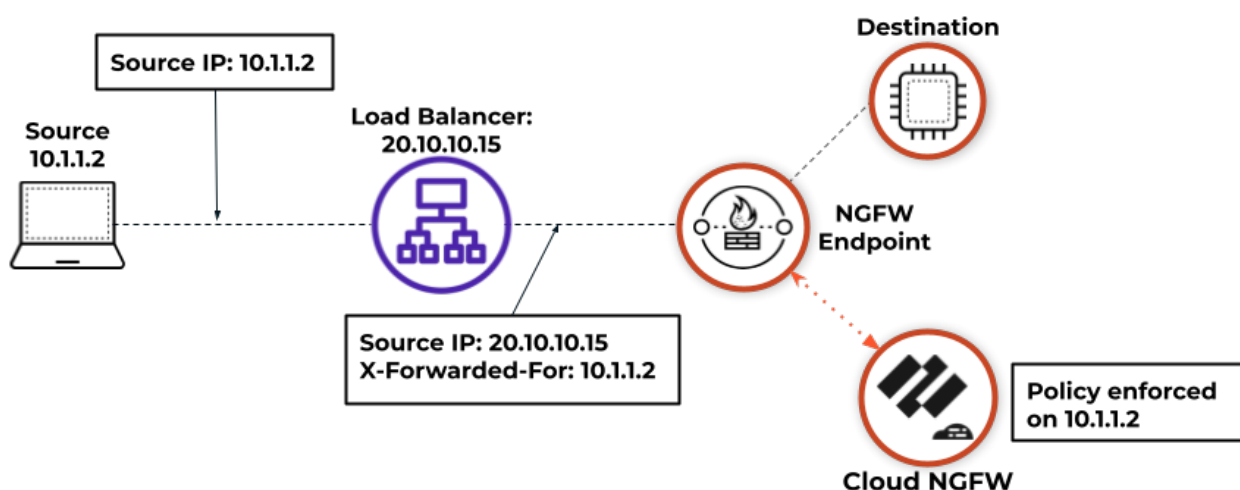 Source IP: 10.1.1.2
Source
10.1.1.2
Load Balancer:
20.10.10.15
Source IP: 20.10.10.15
X-Forwarded-For: 10.1.1.2
Destination
NGFW
Endpoint
Policy enforced
on 10.1.1.2
Cloud NGFW